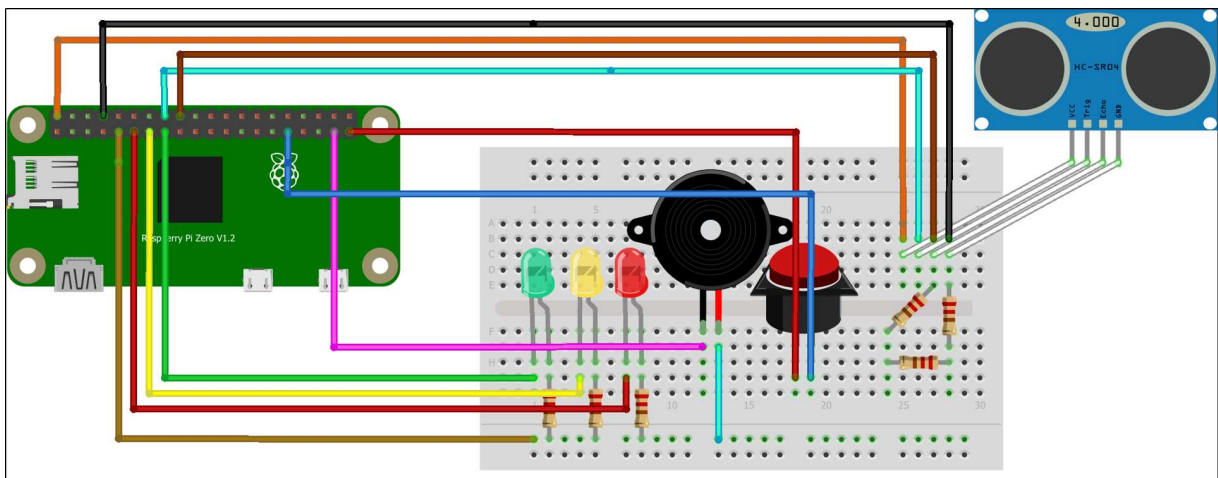 4.000
HC-SR04
VCC
Trig
Echo
GND
Raspberry Pi Zero V1.2
1
5
20
A
B
C
D
E
F
H
10
20
25
30